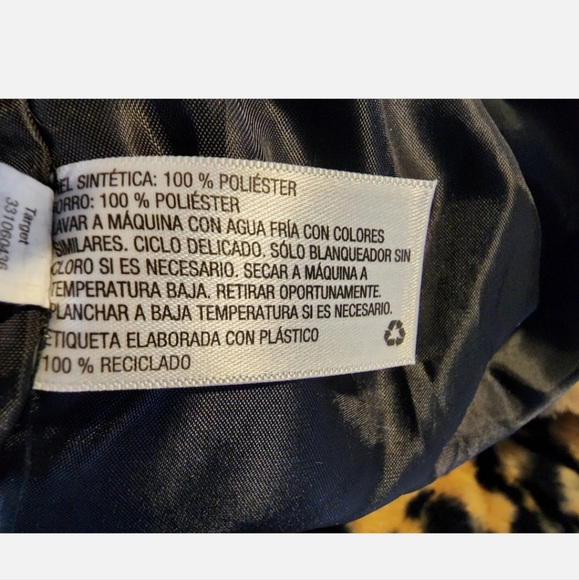 SINTÉTICA: 100 % POLIÉSTER
100 % POLIÉSTER
LAVAR A MÁQUINA CON AGUA FRÍA CON COLORES
SIMILARES. CICLO DELICADO. SÓLO BLANQUEADOR SIN
CLORO SI ES NECESARIO. SECAR A MÁQUINA A
TEMPERATURA BAJA. RETIRAR OPORTUNAMENTE.
PLANCHAR A BAJA TEMPERATURA SI ES NECESARIO.
ETIQUETA ELABORADA CON PLÁSTICO
100 % RECICLADO
Target